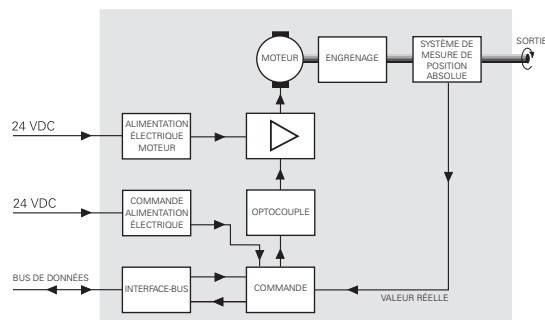 SORTIE
MOTEUR
ENGRENAGE
SYSTÈME DE
MESURE DE
POSITION
ABSOLUE
24 VDC
ALIMENTATION
ÉLECTRIQUE
MOTEUR
24 VDC
COMMANDE
ALIMENTATION
ÉLECTRIQUE
OPTOCOUPLE
BUS DE DONNÉES
INTERFACE-BUS
COMMANDE
VALEUR RÉELLE